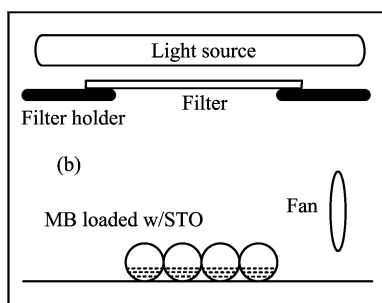 Light source
Filter
Filter holder
(b)
Fan
MB loaded w/STO